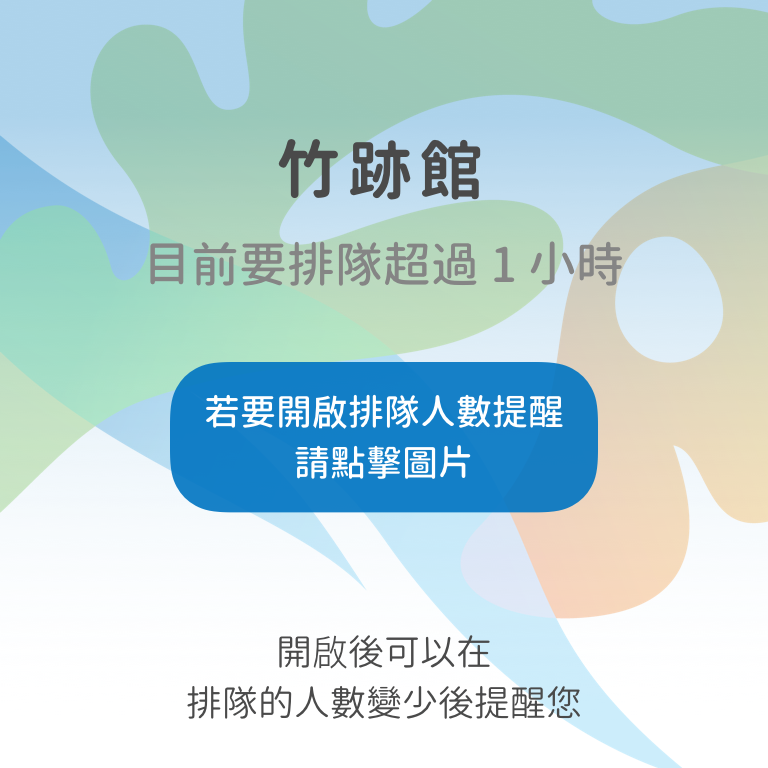 竹跡館
目前要排隊超過 1 小時
若要開啟排隊人數提醒
請點擊圖片
開啟後可以在
排隊的人數變少後提醒您